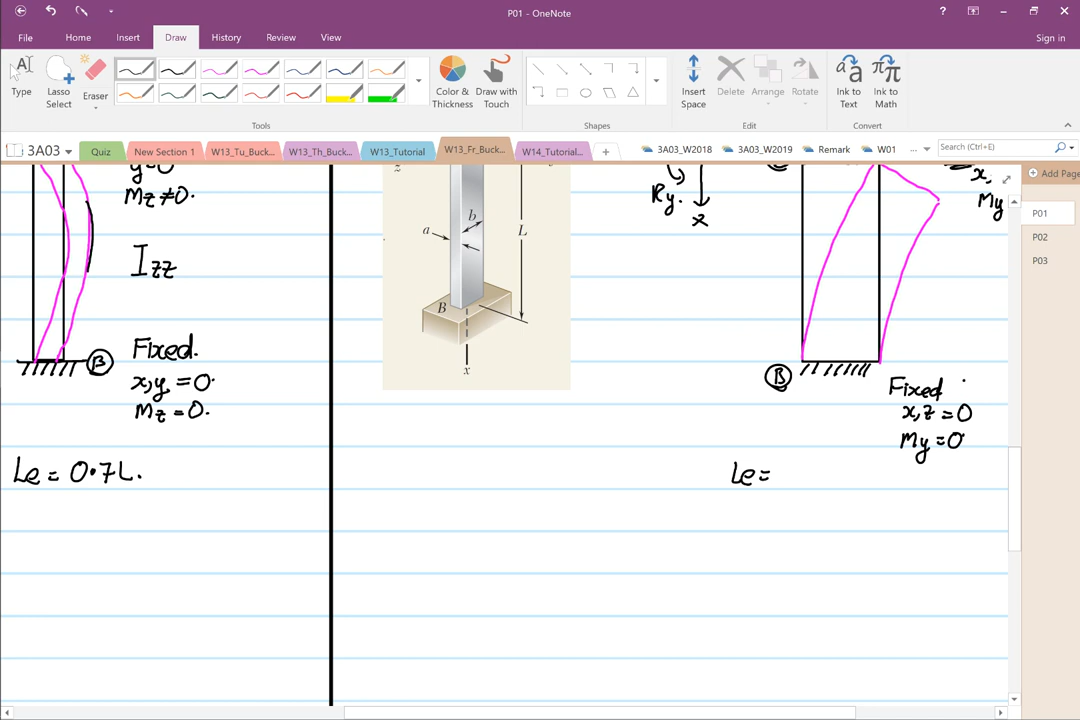 P01 - OneNote
File Home Insert Draw History Review View
Sign in
Type
Lasso Select
Eraser
Color & Thickness
Draw with Touch
Insert Space
Delete
Arrange
Rotate
Ink to Text
Ink to Math
Tools
Shapes
Edit
Convert
3A03
Quiz
New Section 1
W13_Tu_Buck...
W13_Th_Buck...
W13_Tutorial
W13_Fr_Buck...
W14_Tutorial...
3A03_W2018
3A03_W2019
Remark
W01
...
Search (Ctrl+E)
Add Page
P01
P02
P03
Mz ≠ 0.
Izz
B
Fixed.
x,y = 0.
Mz = 0.
Le = 0.7L.
z
a
b
L
B
x
Ry.
x
x,
My
B
Fixed
x,z = 0
My = 0
Le =